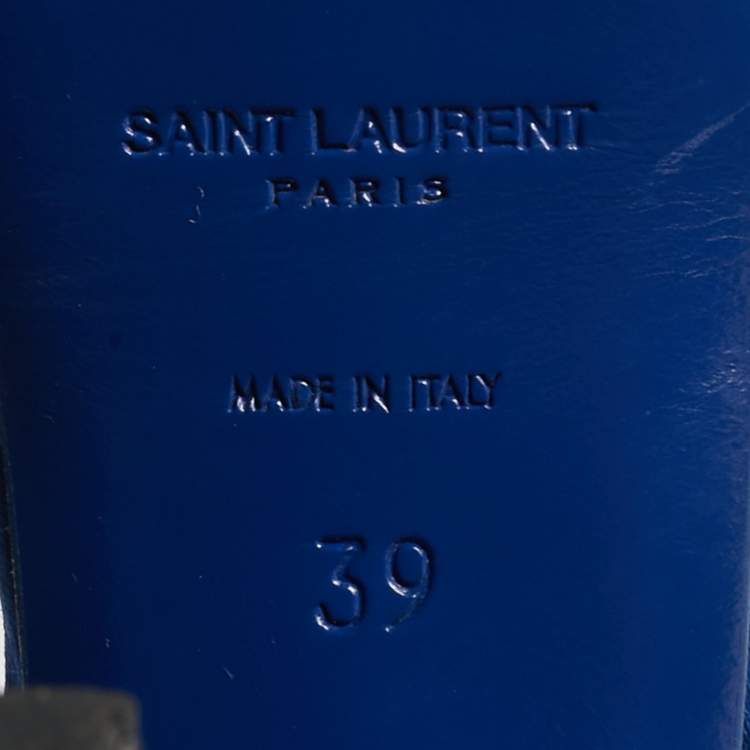 SAINT LAURENT
PARIS
MADE IN ITALY
39